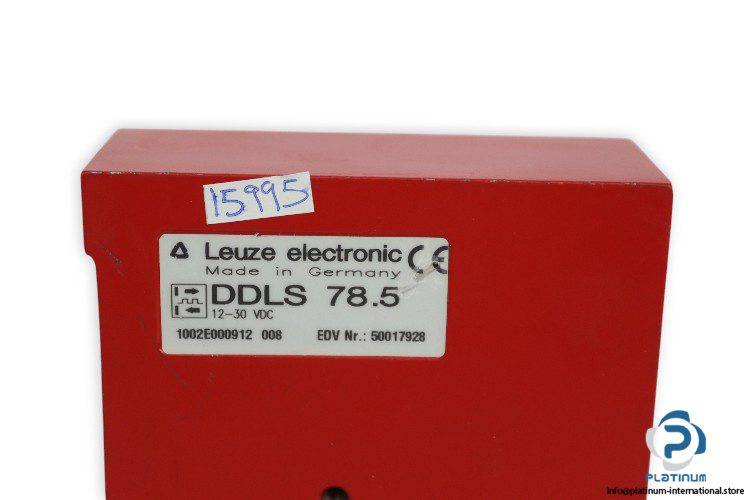 15995
Leuze electronic CE
Made in Germany
DDLS 78.5
12-30 VDC
1002E000912 008 EDV Nr.: 50017928
PLATINUM
info@platinum-international.store